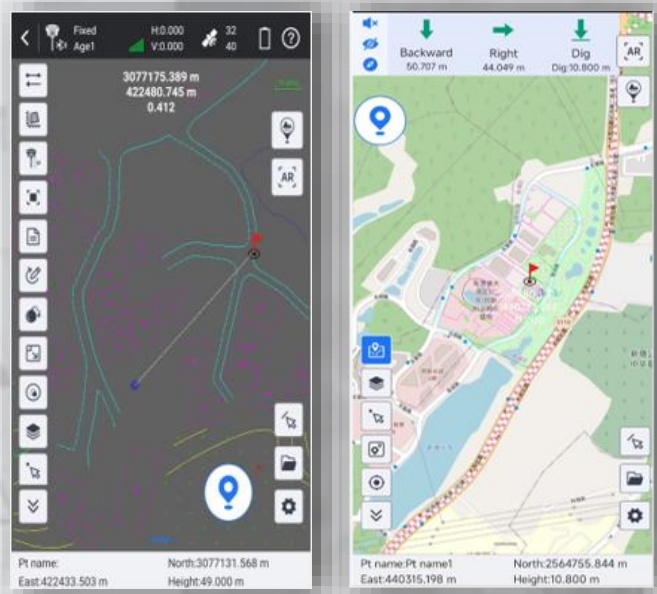 Fixed
Age1
H:0.000
V:0.000
32
40
3077175.389 m
422480.745 m
0.412
AR
Pt name:
North:3077131.568 m
East:422433.503 m
Height:49.000 m
Backward
50.707 m
Right
44.049 m
Dig
Dig:10.800 m
AR
Pt name:Pt name1
North:2564755.844 m
East:440315.198 m
Height:10.800 m